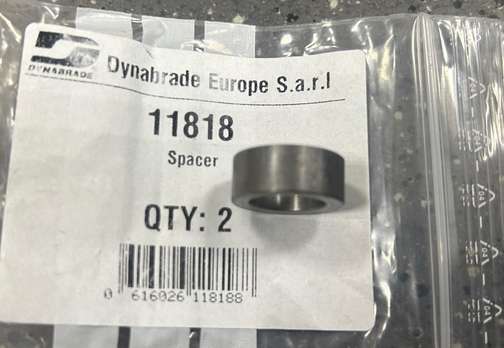 DYNABRADE
Dynabrade Europe S.a.r.l
11818
Spacer
QTY: 2
0 616026 118188